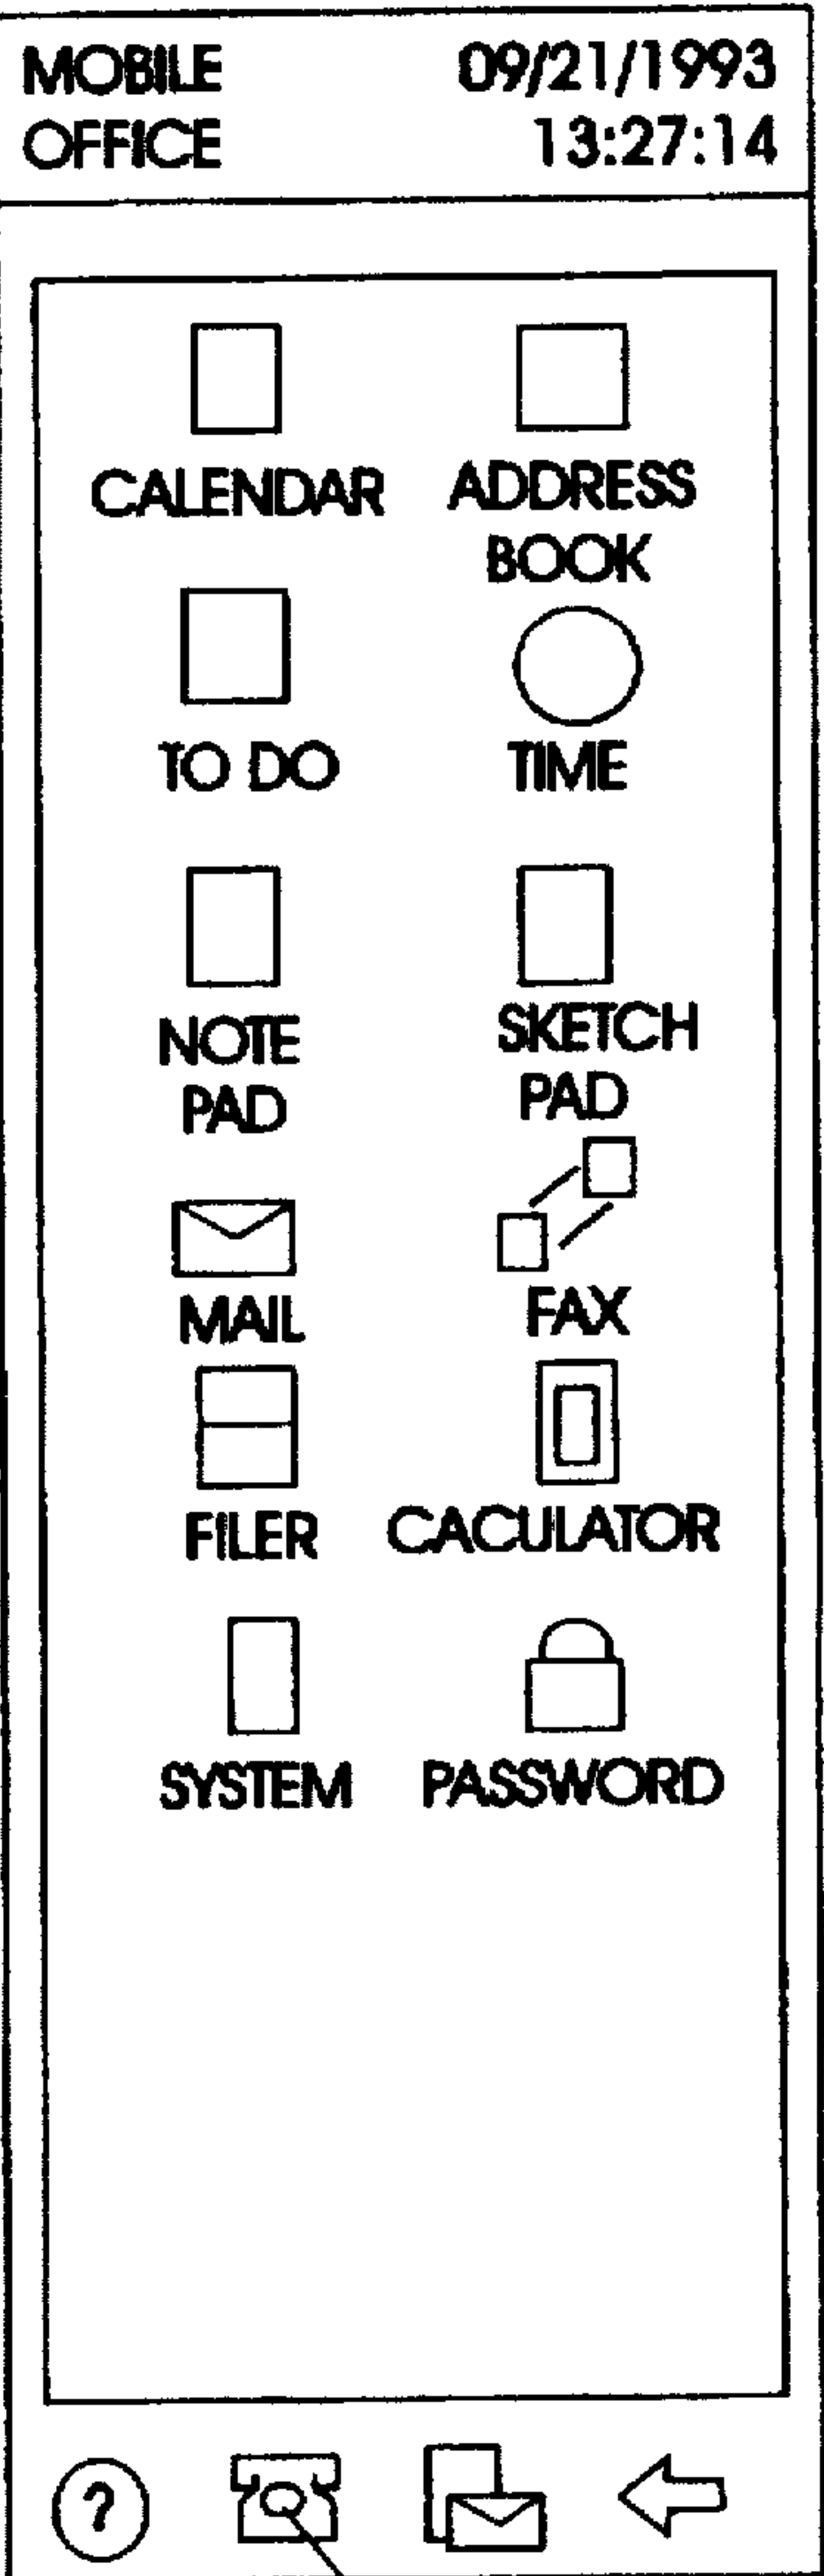 MOBILE 09/21/1993
OFFICE 13:27:14
CALENDAR ADDRESS
BOOK
TO DO TIME
NOTE SKETCH
PAD PAD
MAIL FAX
FILER CACULATOR
SYSTEM PASSWORD
?